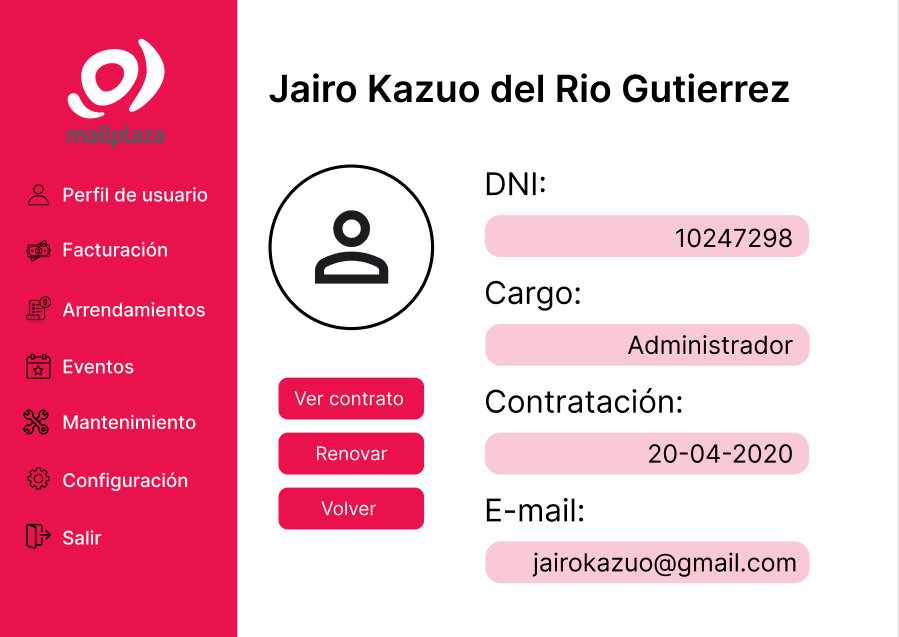 mallplaza
Perfil de usuario
Facturación
Arrendamientos
Eventos
Mantenimiento
Configuración
Salir
Jairo Kazuo del Rio Gutierrez
Ver contrato
Renovar
Volver
DNI:
10247298
Cargo:
Administrador
Contratación:
20-04-2020
E-mail:
jairokazuo@gmail.com